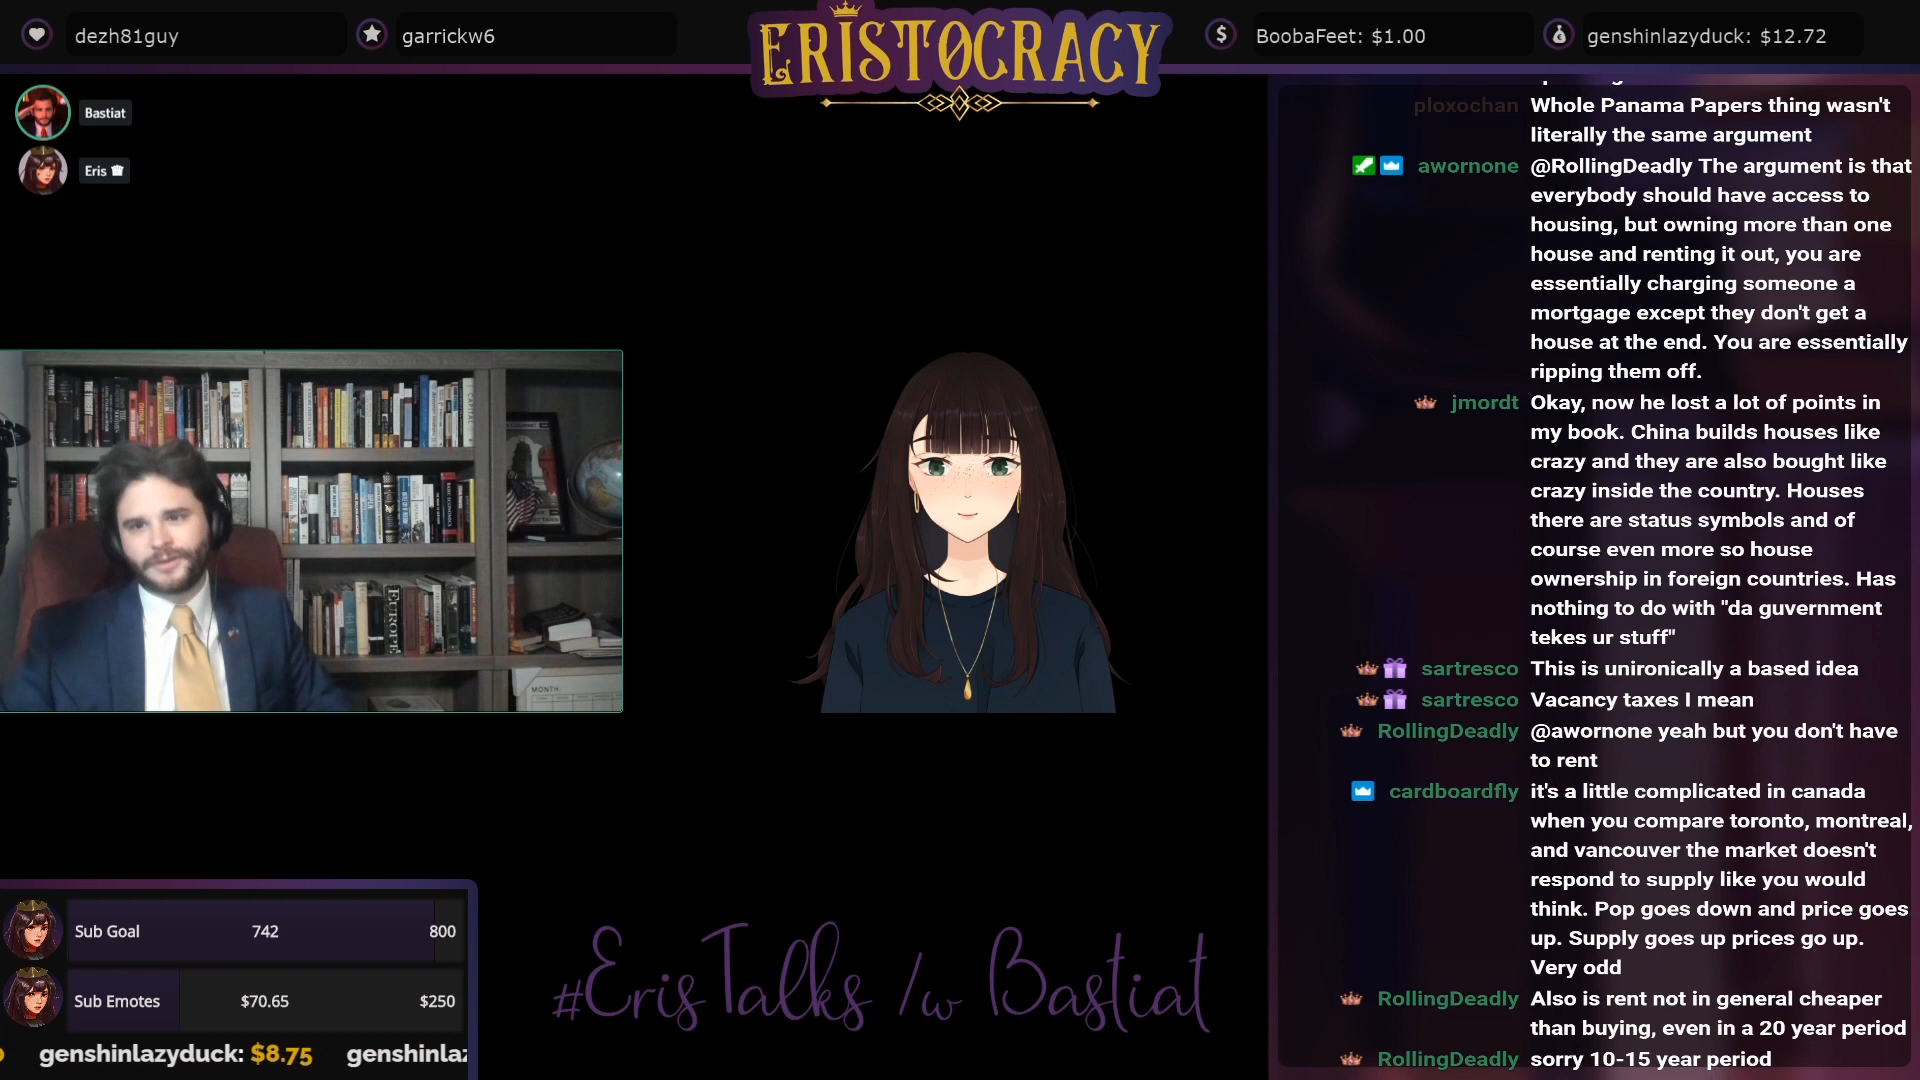 dezh81guy
garrickw6
ERISTOCRACY
BoobaFeet: $1.00
genshinlazyduck: $12.72
Bastiat
Eris
ploxochan Whole Panama Papers thing wasn't
literally the same argument
awornone @RollingDeadly The argument is that
everybody should have access to
housing, but owning more than one
house and renting it out, you are
essentially charging someone a
mortgage except they don't get a
house at the end. You are essentially
ripping them off.
jmordt Okay, now he lost a lot of points in
my book. China builds houses like
crazy and they are also bought like
crazy inside the country. Houses
there are status symbols and of
course even more so house
ownership in foreign countries. Has
nothing to do with "da guvernment
tekes ur stuff"
sartresco This is unironically a based idea
sartresco Vacancy taxes I mean
RollingDeadly @awornone yeah but you don't have
to rent
cardboardfly it's a little complicated in canada
when you compare toronto, montreal,
and vancouver the market doesn't
respond to supply like you would
think. Pop goes down and price goes
up. Supply goes up prices go up.
Very odd
RollingDeadly Also is rent not in general cheaper
than buying, even in a 20 year period
RollingDeadly sorry 10-15 year period
EUROPE
MONTH:
Sub Goal 742 800
Sub Emotes $70.65 $250
genshinlazyduck: $8.75 genshinlaz
#ErisTalks /w Bastiat